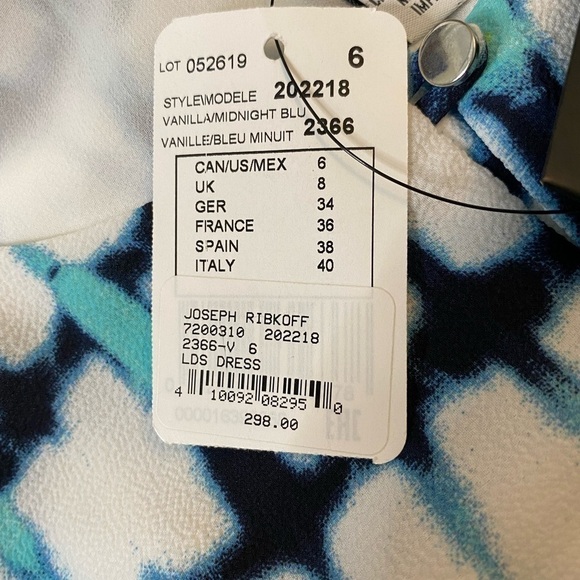 LOT 052619 6
STYLE\MODELE 202218
VANILLA/MIDNIGHT BLU
VANILLE/BLEU MINUIT 2366
CAN/US/MEX 6
UK 8
GER 34
FRANCE 36
SPAIN 38
ITALY 40
JOSEPH RIBKOFF
7200310 202218
2366-V 6
LDS DRESS
4 10092 08295 0
298.00